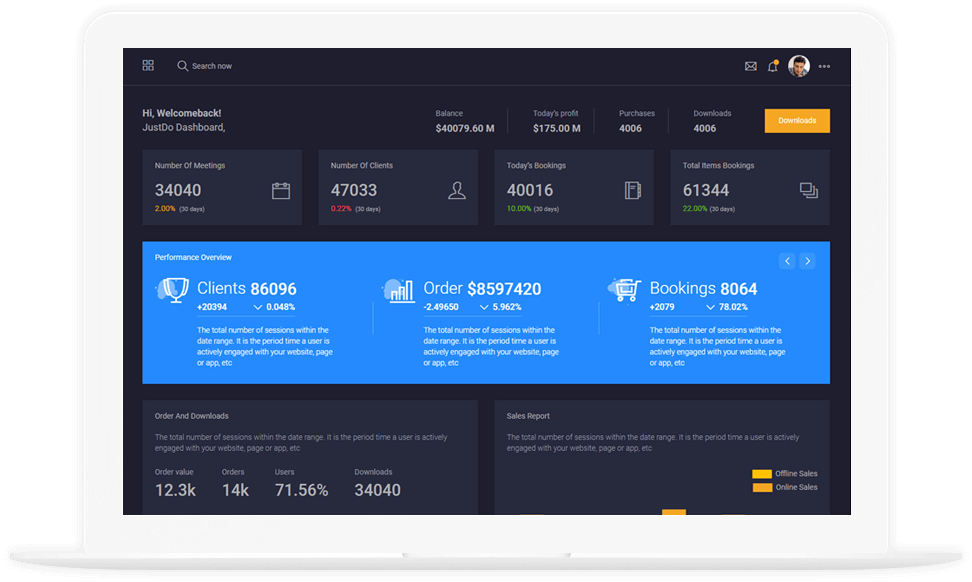 Search now
Hi, Welcomeback!
JustDo Dashboard,
Balance
$40079.60 M
Today's profit
$175.00 M
Purchases
4006
Downloads
4006
Downloads
Number Of Meetings
34040
2.00% (30 days)
Number Of Clients
47033
0.22% (30 days)
Today's Bookings
40016
10.00% (30 days)
Total Items Bookings
61344
22.00% (30 days)
Performance Overview
Clients 86096
+20394 0.048%
The total number of sessions within the
date range. It is the period time a user is
actively engaged with your website, page
or app, etc
Order $8597420
-2.49650 5.962%
The total number of sessions within the
date range. It is the period time a user is
actively engaged with your website, page
or app, etc
Bookings 8064
+2079 78.02%
The total number of sessions within the
date range. It is the period time a user is
actively engaged with your website, page
or app, etc
Order And Downloads
The total number of sessions within the date range. It is the period time a user is actively
engaged with your website, page or app, etc
Order value
12.3k
Orders
14k
Users
71.56%
Downloads
34040
Sales Report
The total number of sessions within the date range. It is the period time a user is actively
engaged with your website, page or app, etc
Offline Sales
Online Sales